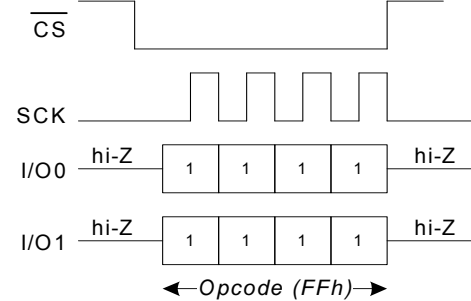 CS
SCK
hi-Z hi-Z
I/O0 1 1 1 1
hi-Z hi-Z
I/O1 1 1 1 1
Opcode (FFh)